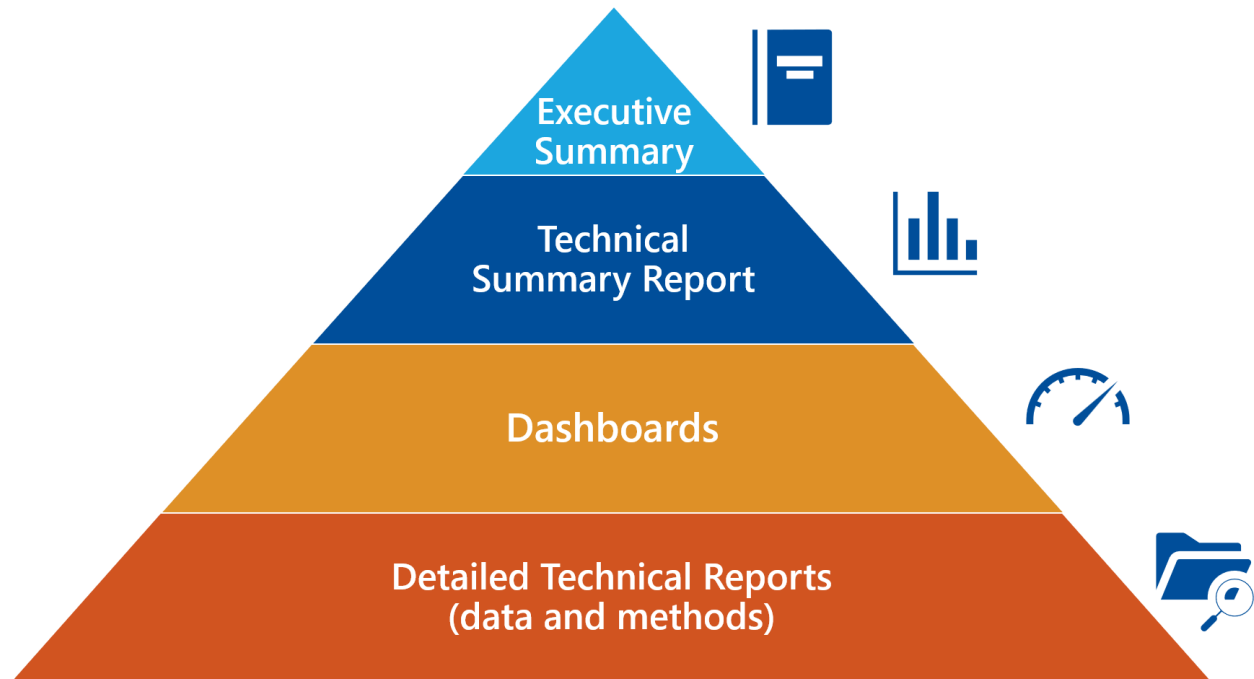 Executive
Summary
Technical
Summary Report
Dashboards
Detailed Technical Reports
(data and methods)